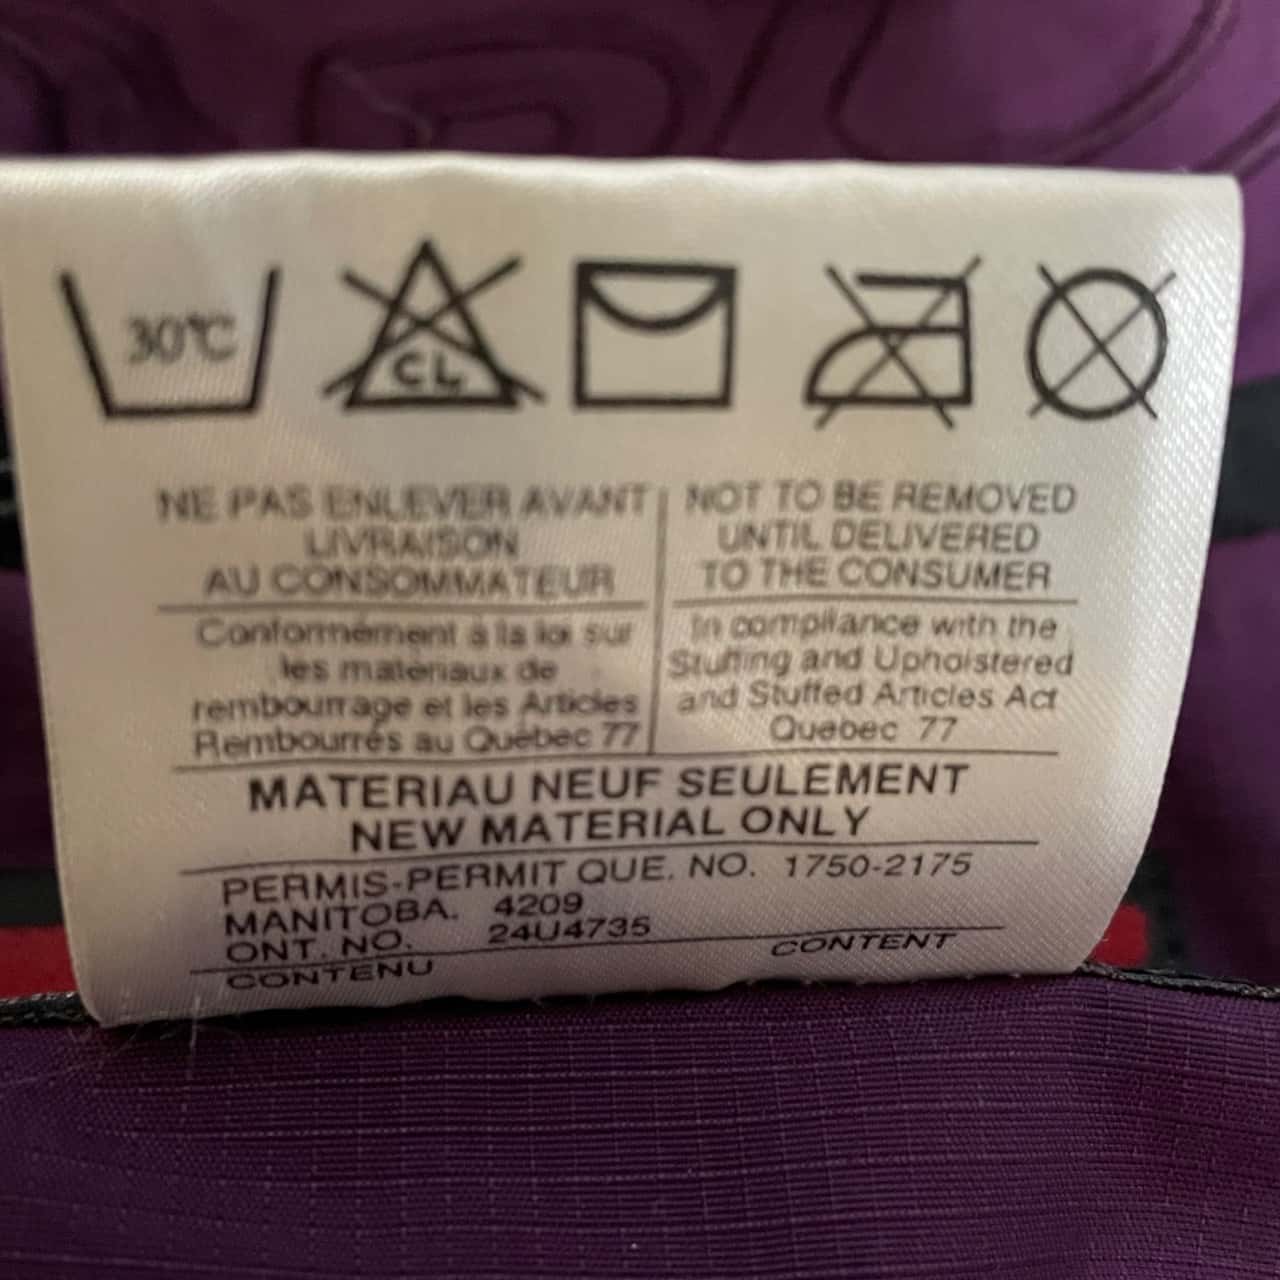 30°C
CL
NE PAS ENLEVER AVANT
LIVRAISON
AU CONSOMMATEUR
NOT TO BE REMOVED
UNTIL DELIVERED
TO THE CONSUMER
Conformément à la loi sur
les matériaux de
rembourrage et les Articles
Rembourrés au Québec 77
In compliance with the
Stuffing and Upholstered
and Stuffed Articles Act
Quebec 77
MATERIAU NEUF SEULEMENT
NEW MATERIAL ONLY
PERMIS-PERMIT QUE. NO. 1750-2175
MANITOBA. 4209
ONT. NO. 24U4735
CONTENU CONTENT